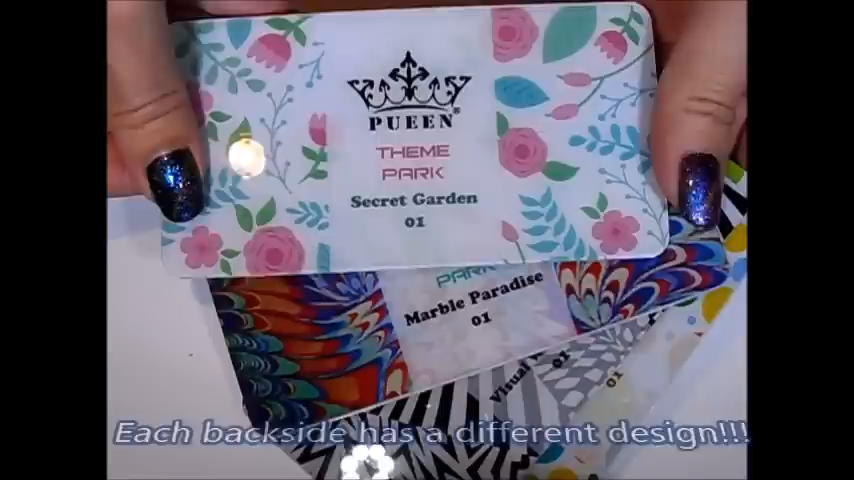 PUEEN®
THEME
PARK
Secret Garden
01
PARK
Marble Paradise
01
Visual
01
01
Each backside has a different design!!!